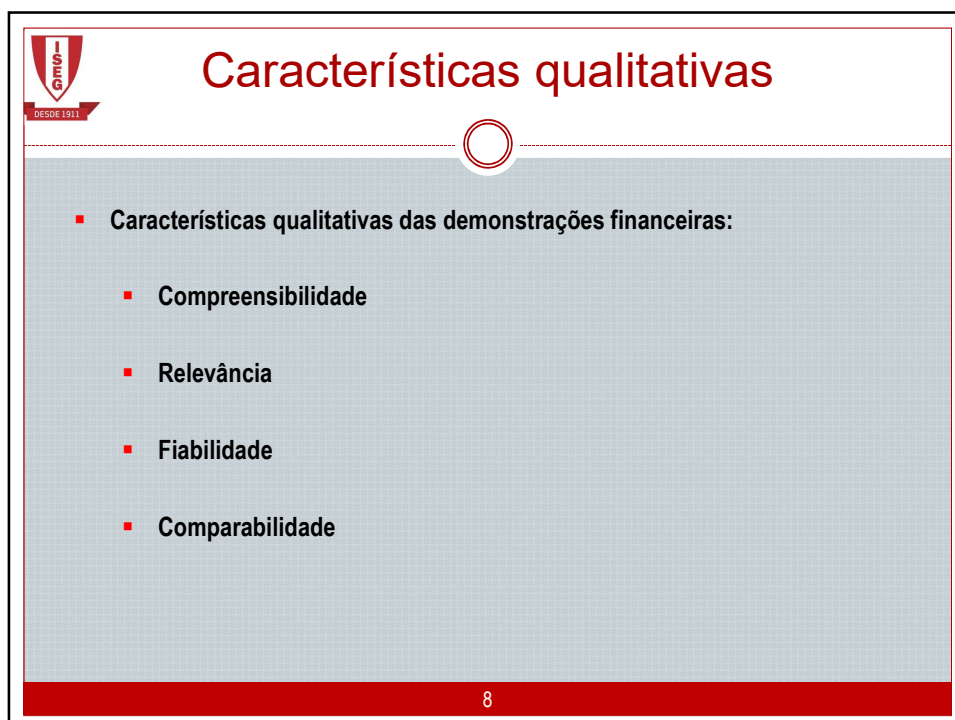 ISEG
DESDE 1911
Características qualitativas
Características qualitativas das demonstrações financeiras:
Compreensibilidade
Relevância
Fiabilidade
Comparabilidade
8